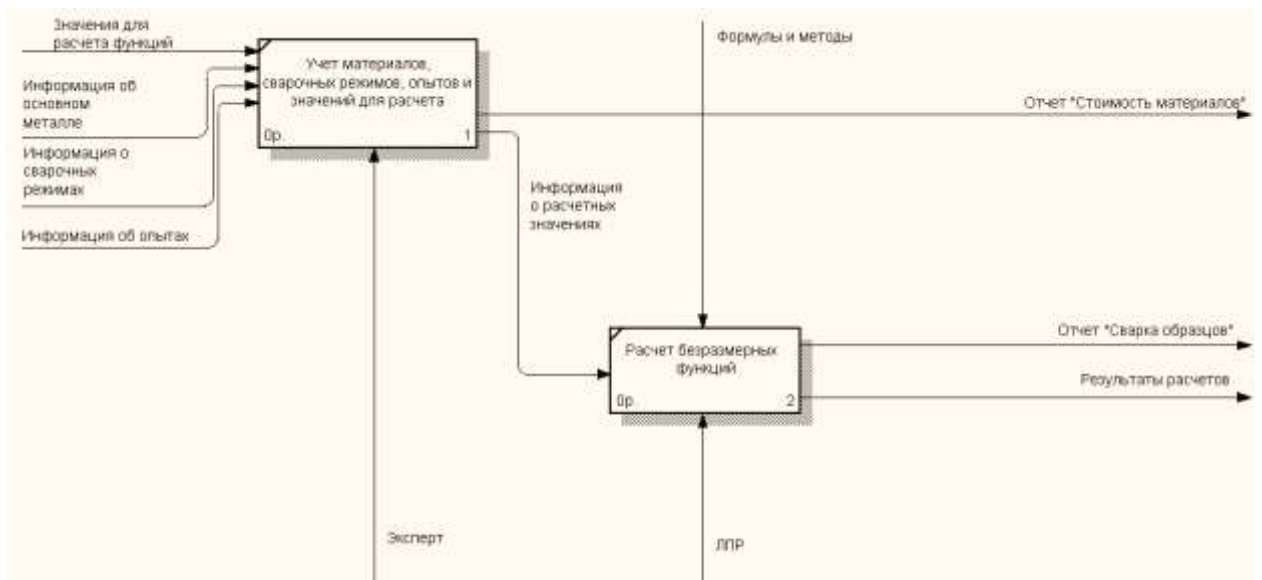 Значения для
расчета функций
Формулы и методы
Учет материалов,
сварочных режимов, опытов и
значений для расчета
0р. 1
Информация об
основном
металле
Отчет "Стоимость материалов"
Информация о
сварочных
режимах
Информация
о расчетных
значениях
Информация об опытах
Отчет "Сварка образцов"
Расчет безразмерных
функций
0р. 2
Результаты расчетов
Эксперт
ЛПР